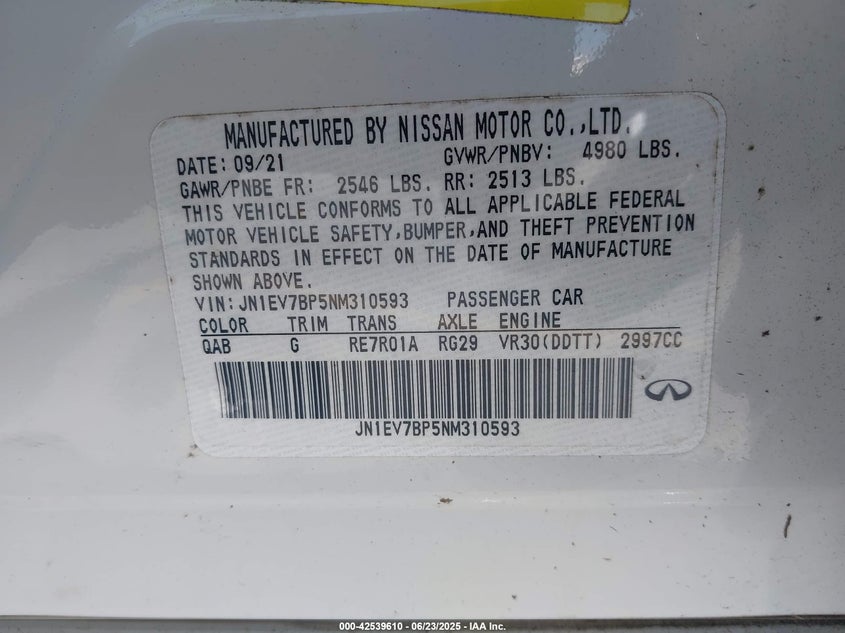 MANUFACTURED BY NISSAN MOTOR CO.,LTD.
DATE: 09/21 GVWR/PNBV: 4980 LBS.
GAWR/PNBE FR: 2546 LBS. RR: 2513 LBS.
THIS VEHICLE CONFORMS TO ALL APPLICABLE FEDERAL
MOTOR VEHICLE SAFETY,BUMPER,AND THEFT PREVENTION
STANDARDS IN EFFECT ON THE DATE OF MANUFACTURE
SHOWN ABOVE.
VIN:JN1EV7BP5NM310593 PASSENGER CAR
COLOR TRIM TRANS AXLE ENGINE
QAB G RE7R01A RG29 VR30(DDTT) 2997CC
JN1EV7BP5NM310593
000-42539610 - 06/23/2025 - IAA Inc.